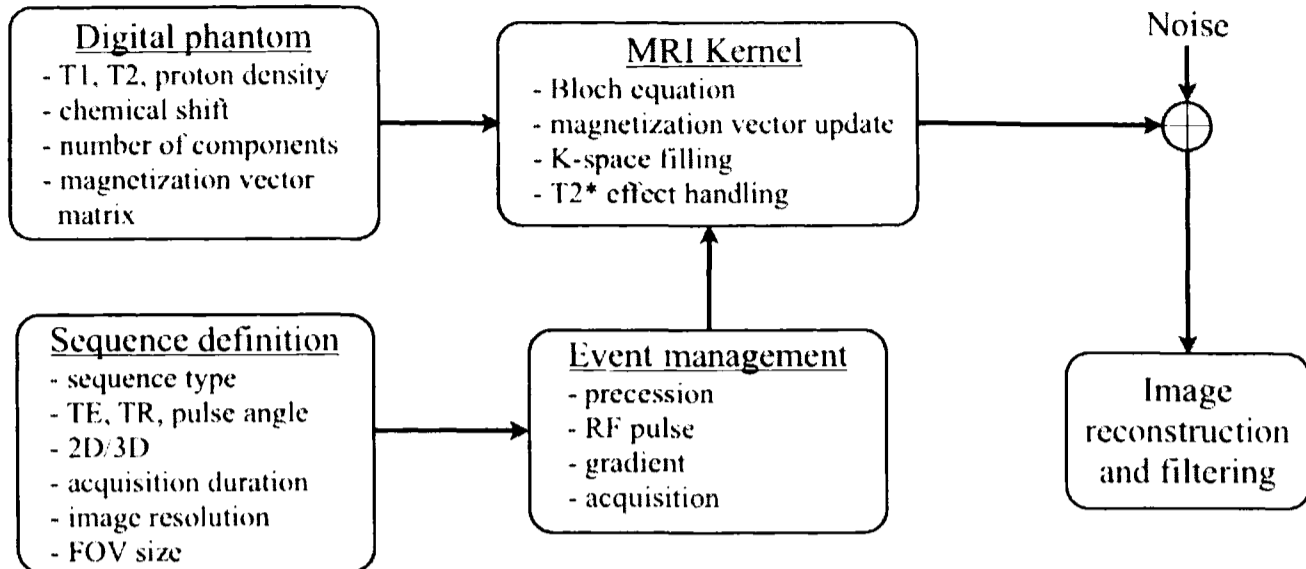 Digital phantom
- T1, T2, proton density
- chemical shift
- number of components
- magnetization vector
matrix
MRI Kernel
- Bloch equation
- magnetization vector update
- K-space filling
- T2* effect handling
Noise
Sequence definition
- sequence type
- TE, TR, pulse angle
- 2D/3D
- acquisition duration
- image resolution
- FOV size
Event management
- precession
- RF pulse
- gradient
- acquisition
Image
reconstruction
and filtering